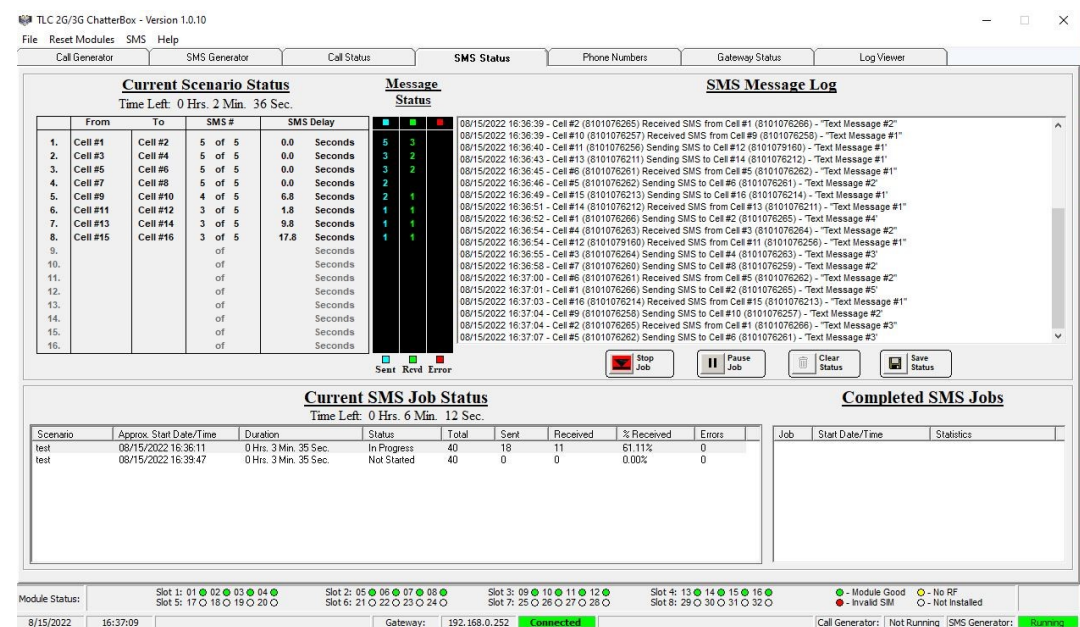 TLC 2G/3G ChatterBox - Version 1.0.10
File Reset Modules SMS Help
Call Generator SMS Generator Call Status SMS Status Phone Numbers Gateway Status Log Viewer
Current Scenario Status
Time Left: 0 Hrs. 2 Min. 36 Sec.
Message
Status
From To SMS # SMS Delay
1. Cell #1 Cell #2 5 of 5 0.0 Seconds 5 3
2. Cell #3 Cell #4 5 of 5 0.0 Seconds 3 2
3. Cell #5 Cell #6 5 of 5 0.0 Seconds 3 2
4. Cell #7 Cell #8 5 of 5 0.0 Seconds 2
5. Cell #9 Cell #10 4 of 5 6.8 Seconds 2 1
6. Cell #11 Cell #12 3 of 5 1.8 Seconds 1 1
7. Cell #13 Cell #14 3 of 5 9.8 Seconds 1 1
8. Cell #15 Cell #16 3 of 5 17.8 Seconds 1 1
9. of Seconds
10. of Seconds
11. of Seconds
12. of Seconds
13. of Seconds
14. of Seconds
15. of Seconds
16. of Seconds
Sent Rcvd Error
SMS Message Log
08/15/2022 16:36:39 - Cell #2 (8101076265) Received SMS from Cell #1 (8101076266) - "Text Message #2"
08/15/2022 16:36:39 - Cell #10 (8101076257) Received SMS from Cell #9 (8101076258) - "Text Message #1"
08/15/2022 16:36:40 - Cell #11 (8101076256) Sending SMS to Cell #12 (8101079160) - 'Text Message #1'
08/15/2022 16:36:43 - Cell #13 (8101076211) Sending SMS to Cell #14 (8101076212) - 'Text Message #1'
08/15/2022 16:36:45 - Cell #6 (8101076261) Received SMS from Cell #5 (8101076262) - "Text Message #1"
08/15/2022 16:36:46 - Cell #5 (8101076262) Sending SMS to Cell #6 (8101076261) - 'Text Message #2'
08/15/2022 16:36:49 - Cell #15 (8101076213) Sending SMS to Cell #16 (8101076214) - 'Text Message #1'
08/15/2022 16:36:51 - Cell #14 (8101076212) Received SMS from Cell #13 (8101076211) - "Text Message #1"
08/15/2022 16:36:52 - Cell #1 (8101076266) Sending SMS to Cell #2 (8101076265) - 'Text Message #4'
08/15/2022 16:36:54 - Cell #4 (8101076263) Received SMS from Cell #3 (8101076264) - "Text Message #2"
08/15/2022 16:36:54 - Cell #12 (8101079160) Received SMS from Cell #11 (8101076256) - "Text Message #1"
08/15/2022 16:36:55 - Cell #3 (8101076264) Sending SMS to Cell #4 (8101076263) - 'Text Message #3'
08/15/2022 16:36:58 - Cell #7 (8101076260) Sending SMS to Cell #8 (8101076259) - 'Text Message #2'
08/15/2022 16:37:00 - Cell #6 (8101076261) Received SMS from Cell #5 (8101076262) - "Text Message #2"
08/15/2022 16:37:01 - Cell #1 (8101076266) Sending SMS to Cell #2 (8101076265) - 'Text Message #5'
08/15/2022 16:37:03 - Cell #16 (8101076214) Received SMS from Cell #15 (8101076213) - "Text Message #1"
08/15/2022 16:37:04 - Cell #9 (8101076258) Sending SMS to Cell #10 (8101076257) - 'Text Message #2'
08/15/2022 16:37:04 - Cell #2 (8101076265) Received SMS from Cell #1 (8101076266) - "Text Message #3"
08/15/2022 16:37:07 - Cell #5 (8101076262) Sending SMS to Cell #6 (8101076261) - 'Text Message #3'
Stop Job Pause Job Clear Status Save Status
Current SMS Job Status
Time Left: 0 Hrs. 6 Min. 12 Sec.
Scenario Approx. Start Date/Time Duration Status Total Sent Received % Received Errors
test 08/15/2022 16:36:11 0 Hrs. 3 Min. 35 Sec. In Progress 40 18 11 61.11% 0
test 08/15/2022 16:39:47 0 Hrs. 3 Min. 35 Sec. Not Started 40 0 0 0.00% 0
Completed SMS Jobs
Job Start Date/Time Statistics
Module Status:
Slot 1: 01 02 03 04 Slot 2: 05 06 07 08 Slot 3: 09 10 11 12 Slot 4: 13 14 15 16 - Module Good - No RF
Slot 5: 17 18 19 20 Slot 6: 21 22 23 24 Slot 7: 25 26 27 28 Slot 8: 29 30 31 32 - Invalid SIM - Not Installed
8/15/2022 16:37:09 Gateway: 192.168.0.252 Connected Call Generator: Not Running SMS Generator: Running